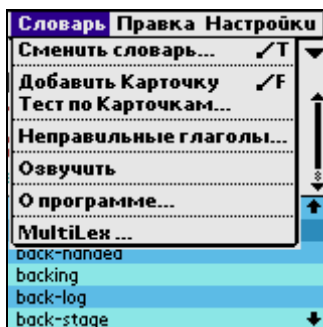 Словарь Правка Настройки
Сменить словарь... ⁄T
Добавить Карточку ⁄F
Тест по Карточкам...
Неправильные глаголы...
Озвучить
О программе...
MultiLex ...
back-handed
backing
back-log
back-stage